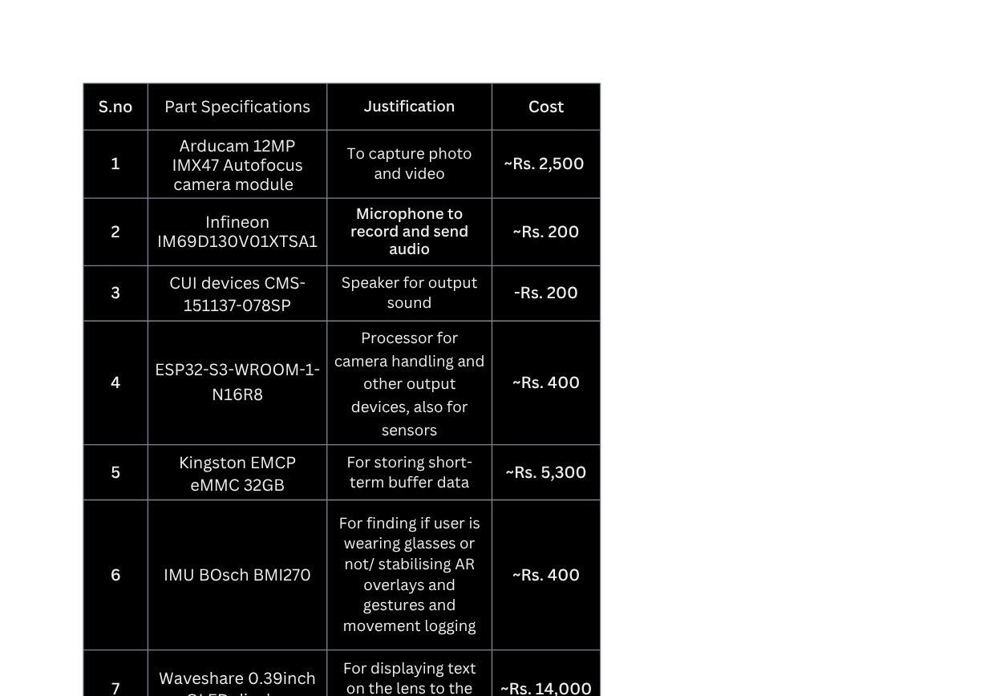 S.no Part Specifications Justification Cost
1
Arducam 12MP
IMX47 Autofocus
camera module
To capture photo
and video
~Rs. 2,500
2
Infineon
IM69D130V01XTSA1
Microphone to
record and send
audio
~Rs. 200
3
CUI devices CMS-
151137-078SP
Speaker for output
sound
-Rs. 200
4
ESP32-S3-WROOM-1-
N16R8
Processor for
camera handling and
other output
devices, also for
sensors
~Rs. 400
5
Kingston EMCP
eMMC 32GB
For storing short-
term buffer data
~Rs. 5,300
6
IMU BOsch BMI270
For finding if user is
wearing glasses or
not/ stabilising AR
overlays and
gestures and
movement logging
~Rs. 400
7
Waveshare 0.39inch
For displaying text
on the lens to the
~Rs. 14,000